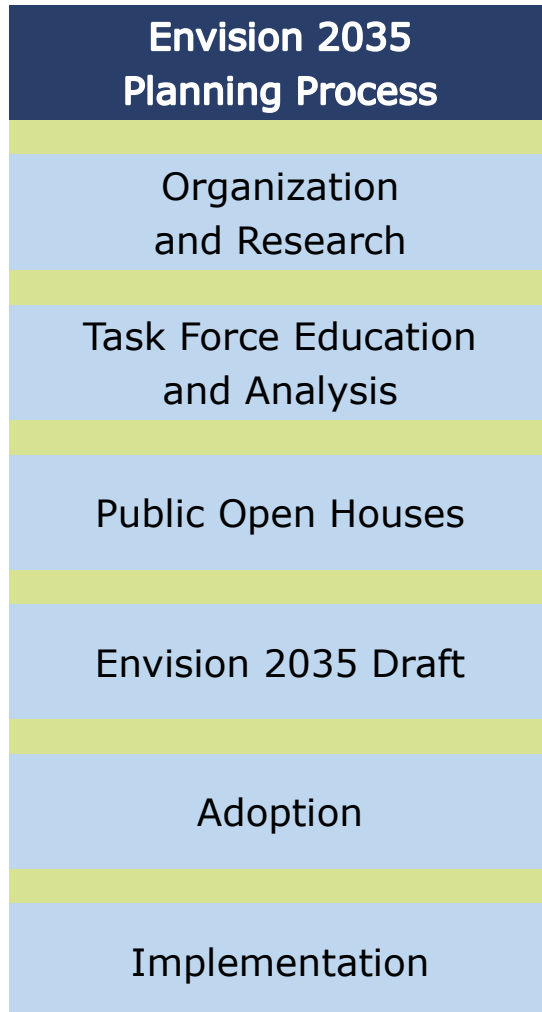 Envision 2035
Planning Process
Organization
and Research
Task Force Education
and Analysis
Public Open Houses
Envision 2035 Draft
Adoption
Implementation